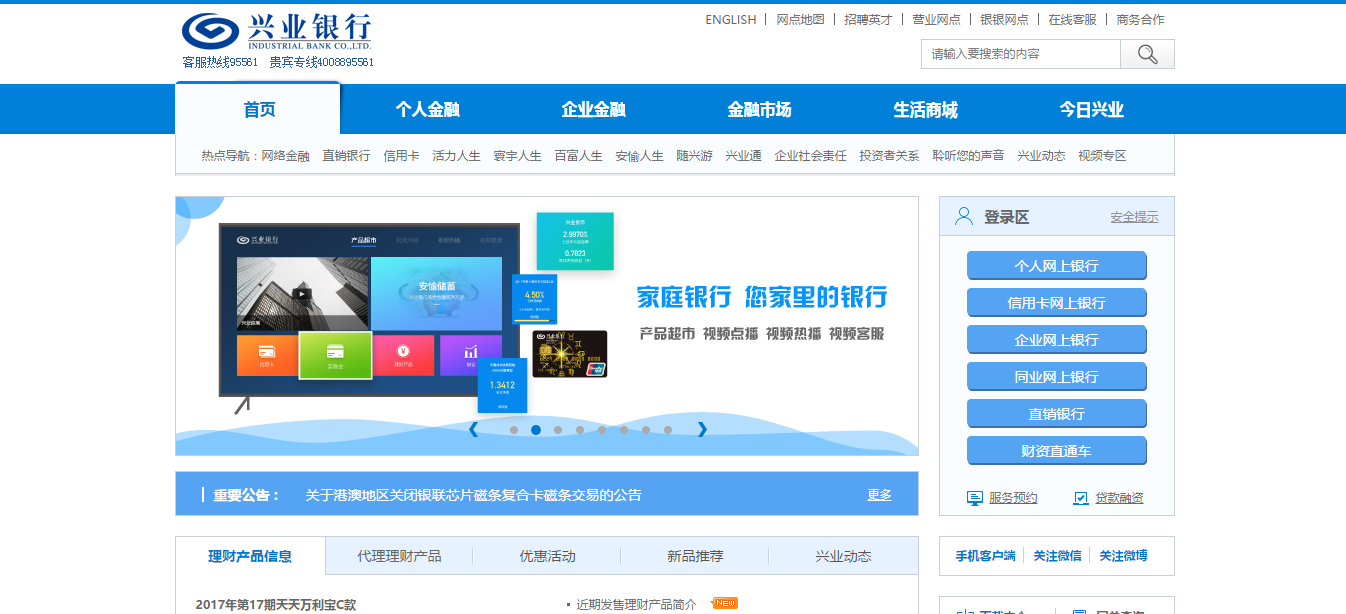 兴业银行
INDUSTRIAL BANK CO.,LTD.
客服热线95561 贵宾专线4008895561
ENGLISH | 网点地图 | 招聘英才 | 营业网点 | 银银网点 | 在线客服 | 商务合作
请输入要搜索的内容
首页 个人金融 企业金融 金融市场 生活商城 今日兴业
热点导航：网络金融 直销银行 信用卡 活力人生 寰宇人生 百富人生 安愉人生 随兴游 兴业通 企业社会责任 投资者关系 聆听您的声音 兴业动态 视频专区
兴业银行
产品超市
安愉储蓄
2.9970%
0.7823
4.50%
1.3412
家庭银行 您家里的银行
产品超市 视频点播 视频热播 视频客服
登录区 安全提示
个人网上银行
信用卡网上银行
企业网上银行
同业网上银行
直销银行
财资直通车
服务预约 贷款融资
重要公告： 关于港澳地区关闭银联芯片磁条复合卡磁条交易的公告 更多
理财产品信息 代理理财产品 优惠活动 新品推荐 兴业动态
手机客户端 关注微信 关注微博
2017年第17期天天万利宝C款
近期发售理财产品简介 NEW